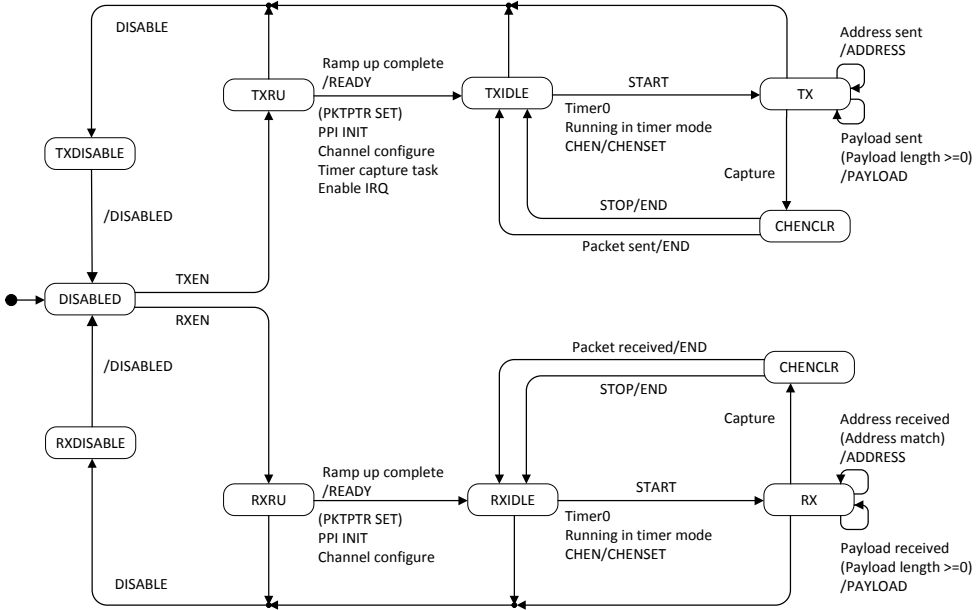 DISABLE
Address sent
/ADDRESS
Ramp up complete
/READY
TXRU
TXIDLE
START
TX
(PKTPTR SET)
PPI INIT
Channel configure
Timer capture task
Enable IRQ
Timer0
Running in timer mode
CHEN/CHENSET
Payload sent
(Payload length >=0)
/PAYLOAD
TXDISABLE
Capture
/DISABLED
STOP/END
CHENCLR
Packet sent/END
TXEN
DISABLED
RXEN
Packet received/END
/DISABLED
CHENCLR
STOP/END
RXDISABLE
Capture
Address received
(Address match)
/ADDRESS
Ramp up complete
/READY
RXRU
RXIDLE
START
RX
(PKTPTR SET)
PPI INIT
Channel configure
Timer0
Running in timer mode
CHEN/CHENSET
Payload received
(Payload length >=0)
/PAYLOAD
DISABLE